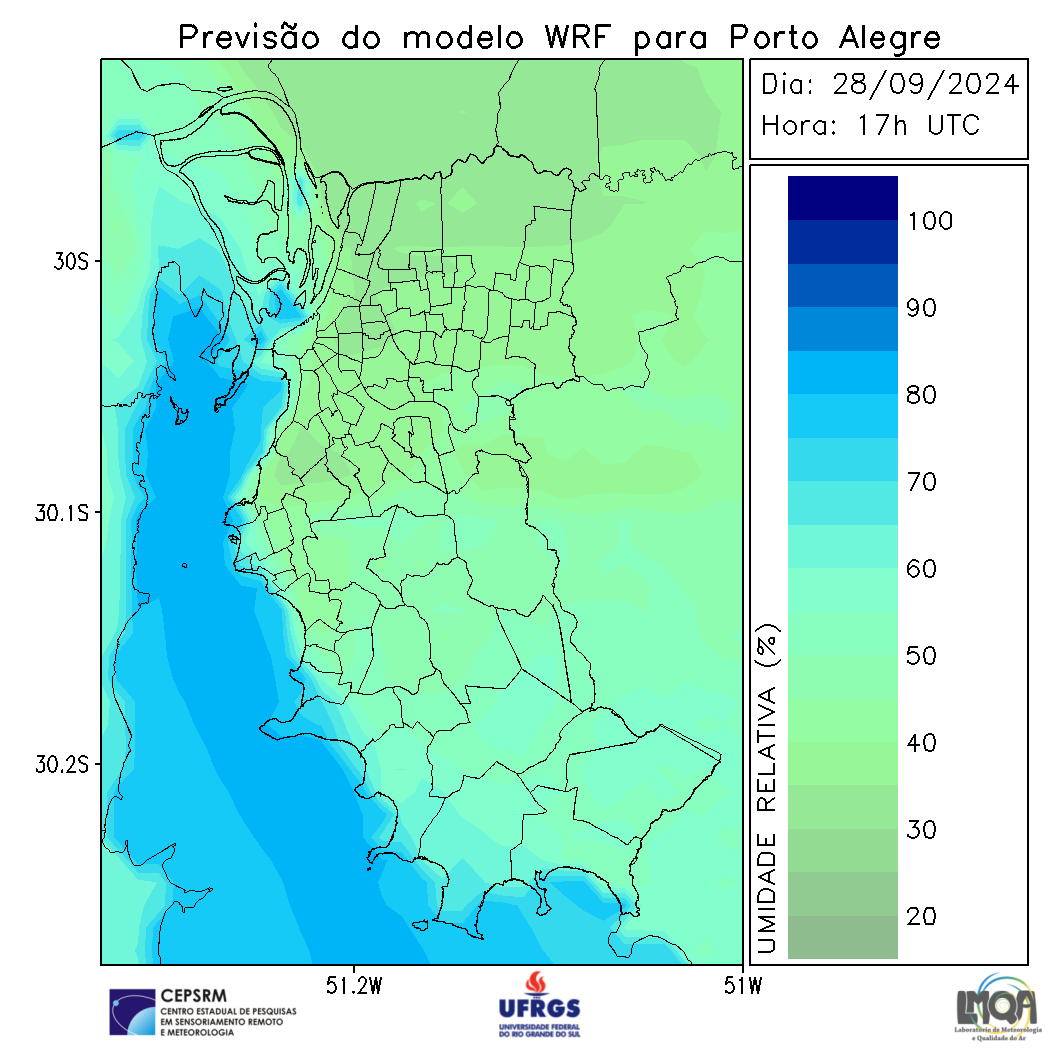 Previsão do modelo WRF para Porto Alegre
Dia: 28/09/2024
Hora: 17h UTC
30S
30.1S
30.2S
51.2W
51W
UMIDADE RELATIVA (%)
100
90
80
70
60
50
40
30
20
CEPSRM
CENTRO ESTADUAL DE PESQUISAS
EM SENSORIAMENTO REMOTO
E METEOROLOGIA
UFRGS
UNIVERSIDADE FEDERAL
DO RIO GRANDE DO SUL
LMQA
Laboratório de Meteorologia
e Qualidade do Ar